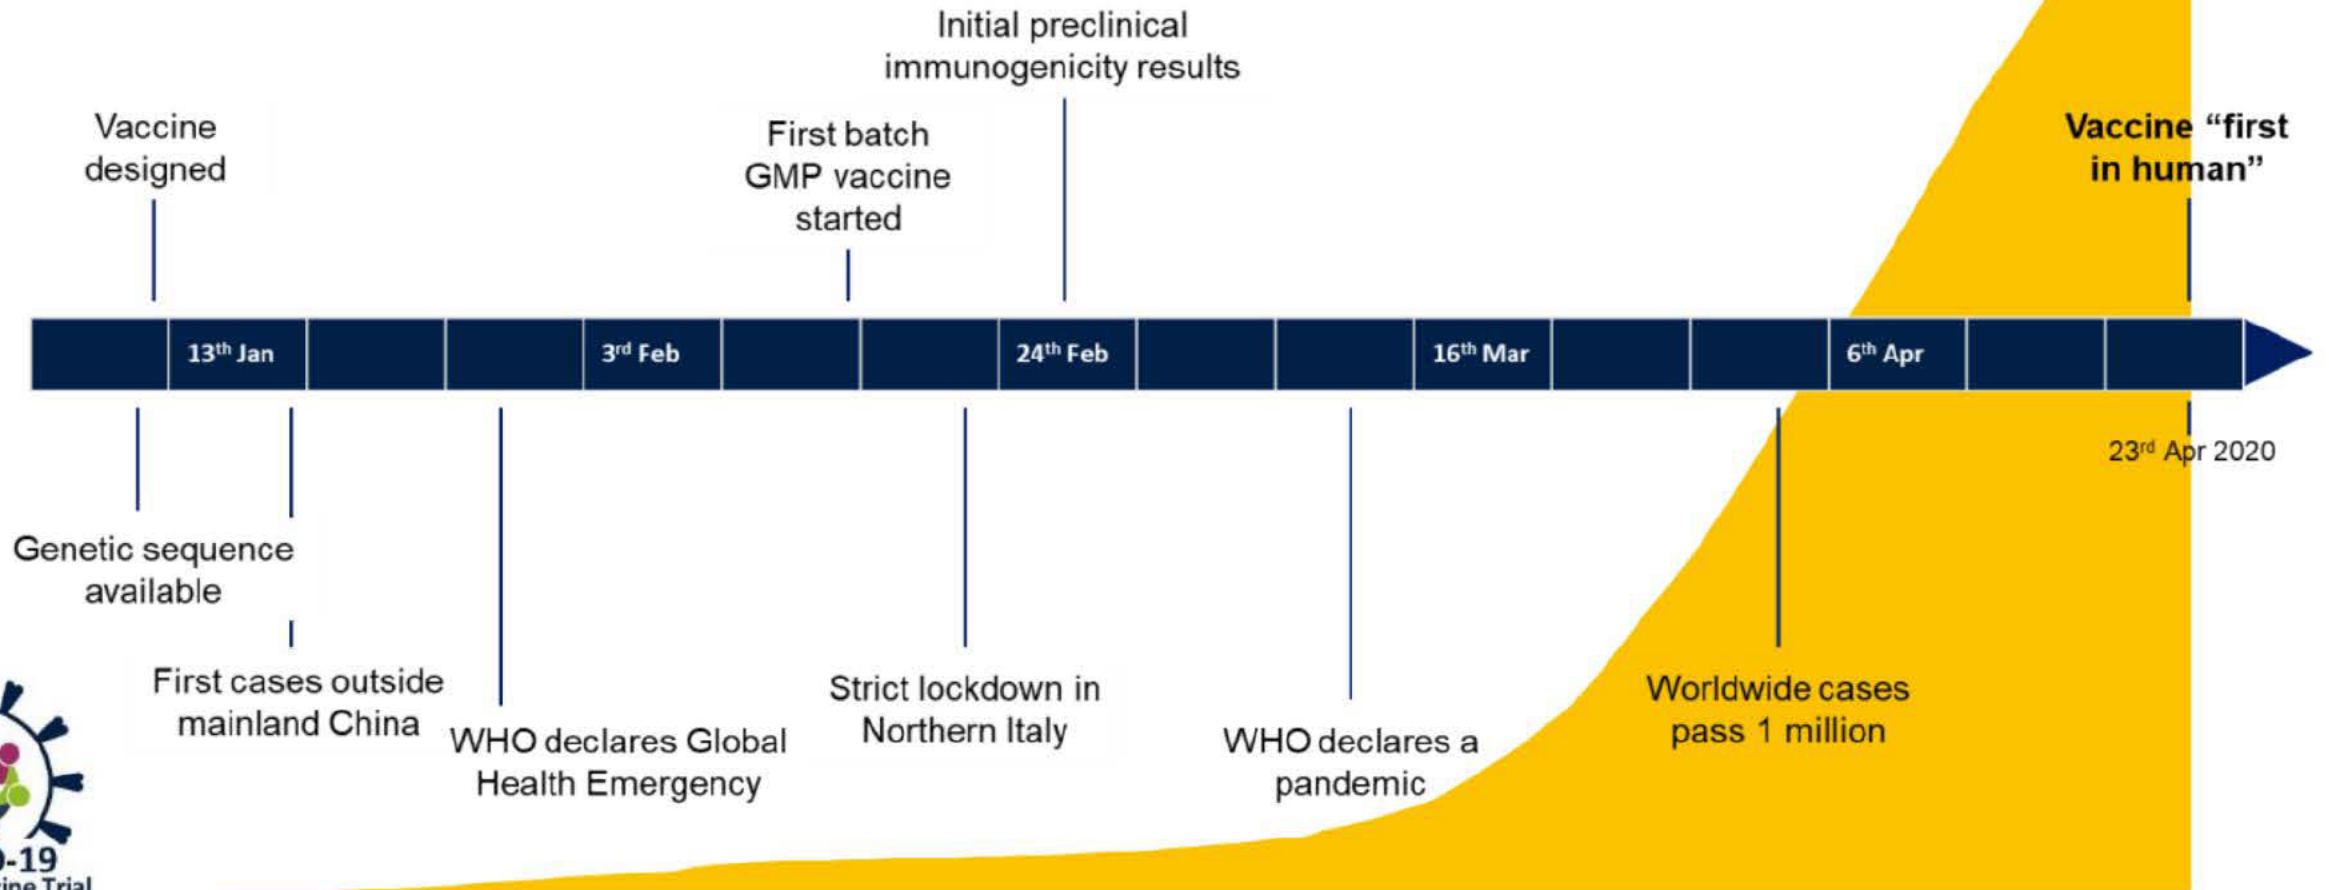 Initial preclinical
immunogenicity results
Vaccine
designed
First batch
GMP vaccine
started
Vaccine “first
in human”
13th Jan
3rd Feb
24th Feb
16th Mar
6th Apr
23rd Apr 2020
Genetic sequence
available
First cases outside
mainland China
WHO declares Global
Health Emergency
Strict lockdown in
Northern Italy
WHO declares a
pandemic
Worldwide cases
pass 1 million
-19
Trial